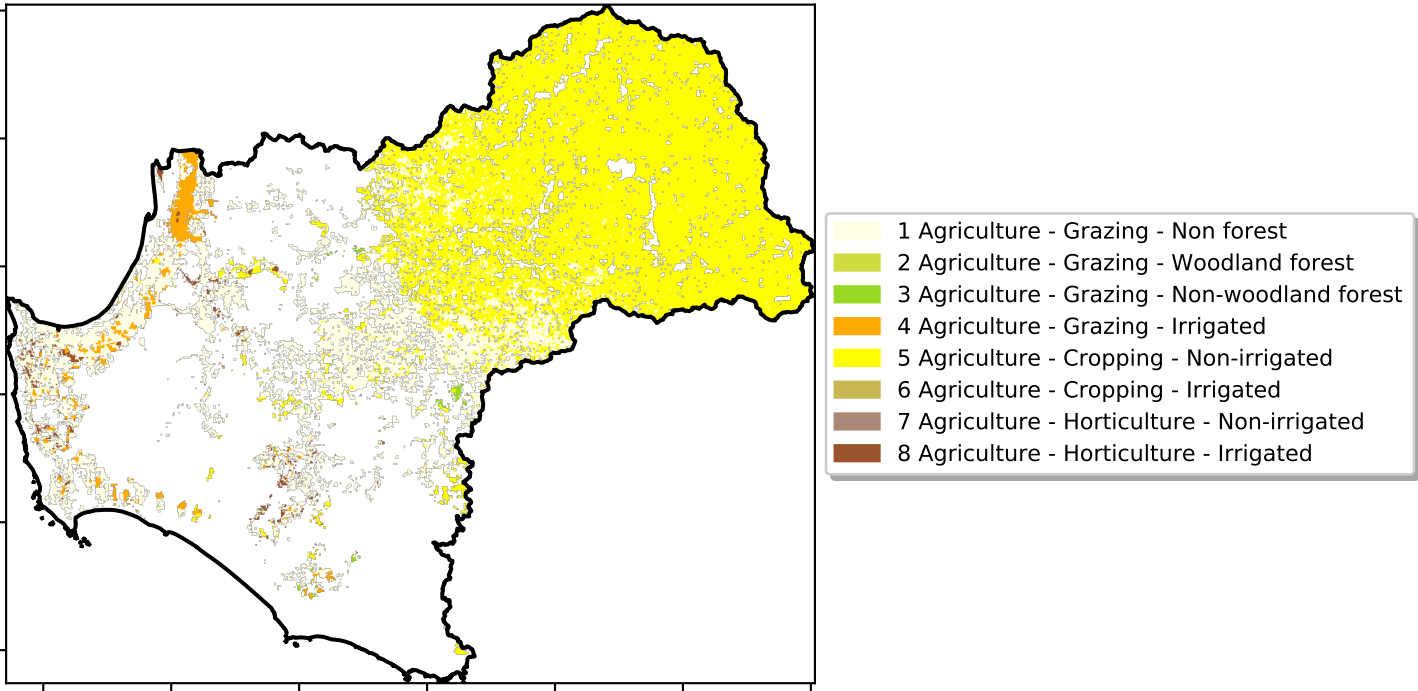 1 Agriculture - Grazing - Non forest
2 Agriculture - Grazing - Woodland forest
3 Agriculture - Grazing - Non-woodland forest
4 Agriculture - Grazing - Irrigated
5 Agriculture - Cropping - Non-irrigated
6 Agriculture - Cropping - Irrigated
7 Agriculture - Horticulture - Non-irrigated
8 Agriculture - Horticulture - Irrigated